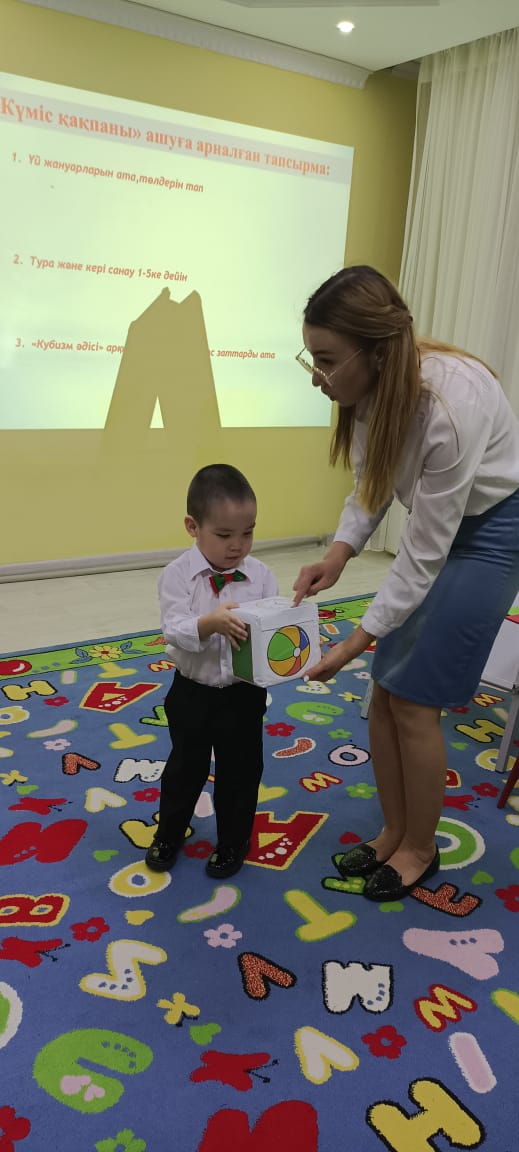 Күміс қақпаны» ашуға арналған тапсырма:
1. Үй жануарларын ата,төлдерін тап
2. Тура және кері санау 1-5ке дейін
3. «Кубизм әдісі» заттарды ата